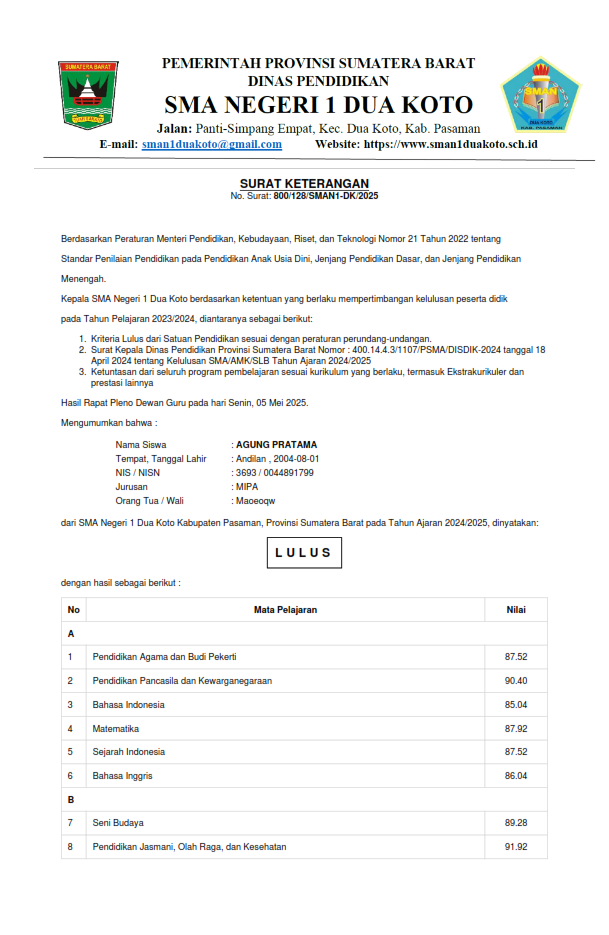 SUMATERA BARAT
PEMERINTAH PROVINSI SUMATERA BARAT
DINAS PENDIDIKAN
SMA NEGERI 1 DUA KOTO
Jalan: Panti-Simpang Empat, Kec. Dua Koto, Kab. Pasaman
E-mail: sman1duakoto@gmail.com Website: https://www.sman1duakoto.sch.id
SMAN
1
DUA KOTO
KAB. PASAMAN
SURAT KETERANGAN
No. Surat: 800/128/SMAN1-DK/2025
Berdasarkan Peraturan Menteri Pendidikan, Kebudayaan, Riset, dan Teknologi Nomor 21 Tahun 2022 tentang
Standar Penilaian Pendidikan pada Pendidikan Anak Usia Dini, Jenjang Pendidikan Dasar, dan Jenjang Pendidikan
Menengah.
Kepala SMA Negeri 1 Dua Koto berdasarkan ketentuan yang berlaku mempertimbangan kelulusan peserta didik
pada Tahun Pelajaran 2023/2024, diantaranya sebagai berikut:
1. Kriteria Lulus dari Satuan Pendidikan sesuai dengan peraturan perundang-undangan.
2. Surat Kepala Dinas Pendidikan Provinsi Sumatera Barat Nomor : 400.14.4.3/1107/PSMA/DISDIK-2024 tanggal 18
April 2024 tentang Kelulusan SMA/AMK/SLB Tahun Ajaran 2024/2025
3. Ketuntasan dari seluruh program pembelajaran sesuai kurikulum yang berlaku, termasuk Ekstrakurikuler dan
prestasi lainnya
Hasil Rapat Pleno Dewan Guru pada hari Senin, 05 Mei 2025.
Mengumumkan bahwa :
Nama Siswa : AGUNG PRATAMA
Tempat, Tanggal Lahir : Andilan , 2004-08-01
NIS / NISN : 3693 / 0044891799
Jurusan : MIPA
Orang Tua / Wali : Maoeoqw
dari SMA Negeri 1 Dua Koto Kabupaten Pasaman, Provinsi Sumatera Barat pada Tahun Ajaran 2024/2025, dinyatakan:
L U L U S
dengan hasil sebagai berikut :
No Mata Pelajaran Nilai
A
1 Pendidikan Agama dan Budi Pekerti 87.52
2 Pendidikan Pancasila dan Kewarganegaraan 90.40
3 Bahasa Indonesia 85.04
4 Matematika 87.92
5 Sejarah Indonesia 87.52
6 Bahasa Inggris 86.04
B
7 Seni Budaya 89.28
8 Pendidikan Jasmani, Olah Raga, dan Kesehatan 91.92